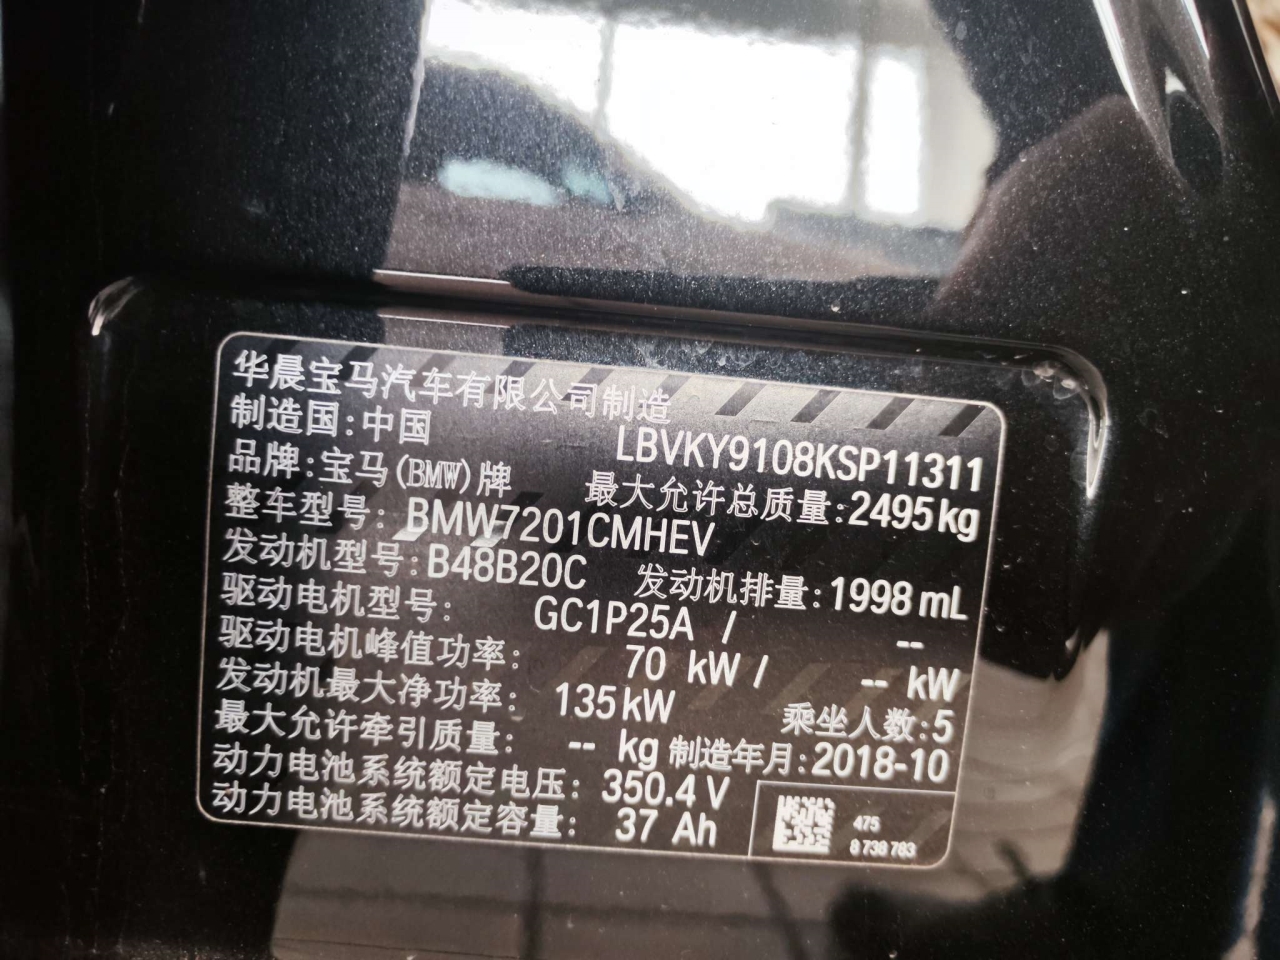 华晨宝马汽车有限公司制造
制造国:中国 LBVKY9108KSP11311
品牌:宝马(BMW)牌 最大允许总质量:2495kg
整车型号: BMW7201CMHEV
发动机型号:B48B20C 发动机排量:1998 mL
驱动电机型号: GC1P25A / --
驱动电机峰值功率: 70 kW / -- kW
发动机最大净功率: 135kW 乘坐人数:5
最大允许牵引质量: -- kg 制造年月:2018-10
动力电池系统额定电压: 350.4 V
动力电池系统额定容量: 37 Ah
475
8 738 783